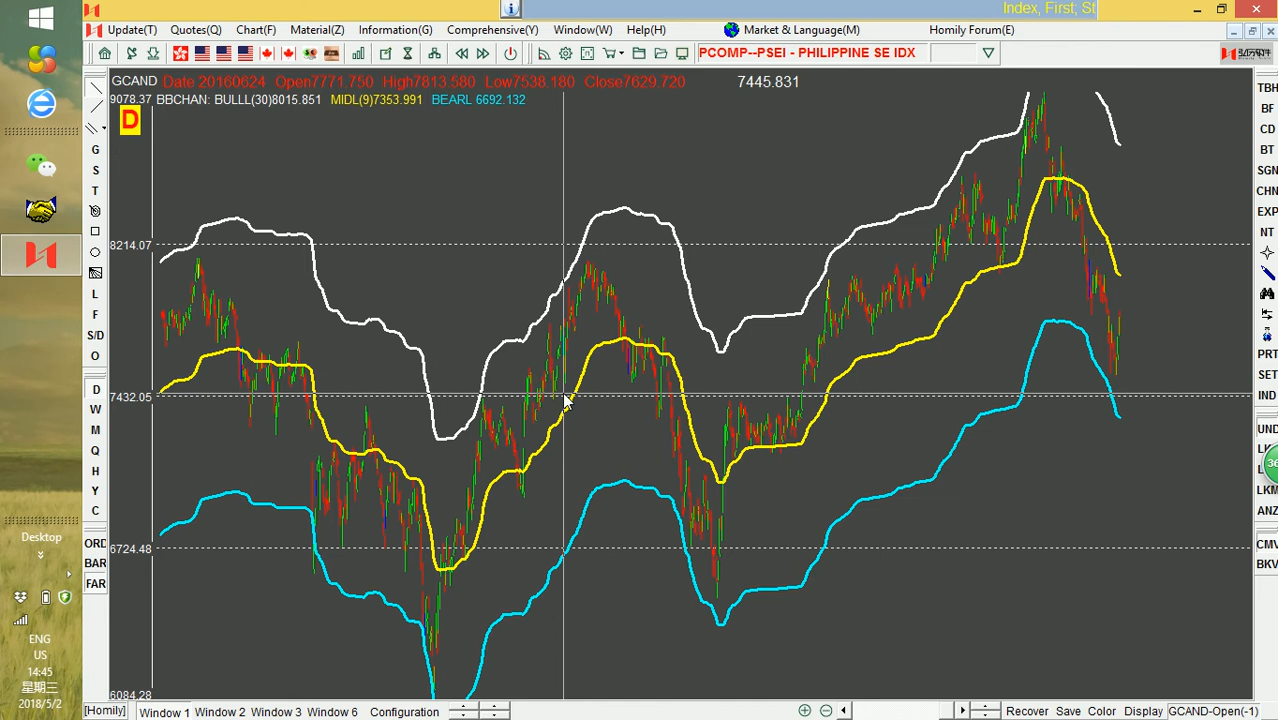 Index, First; St
Update(T) Quotes(Q) Chart(F) Material(Z) Information(G) Comprehensive(Y) Window(W) Help(H) Market & Language(M) Homily Forum(E)
PCOMP--PSEI - PHILIPPINE SE IDX
GCAND Date 20160624 Open7771.750 High7813.580 Low7538.180 Close7629.720 7445.831
9078.37 BBCHAN: BULLL(30)8015.851 MIDL(9)7353.991 BEARL 6692.132
D
8214.07
7432.05
6724.48
6084.28
G
S
T
L
F
S/D
O
D
W
M
Q
H
Y
C
ORD
BAR
FAR
TBH
BF
CD
BT
SGN
CHN
EXP
NT
PRT
SET
IND
UND
LKM
ANZ
CMV
BKV
Desktop
ENG
US
14:45
星期三
2018/5/2
[Homily] Window 1 Window 2 Window 3 Window 6 Configuration Recover Save Color Display GCAND-Open(-1)